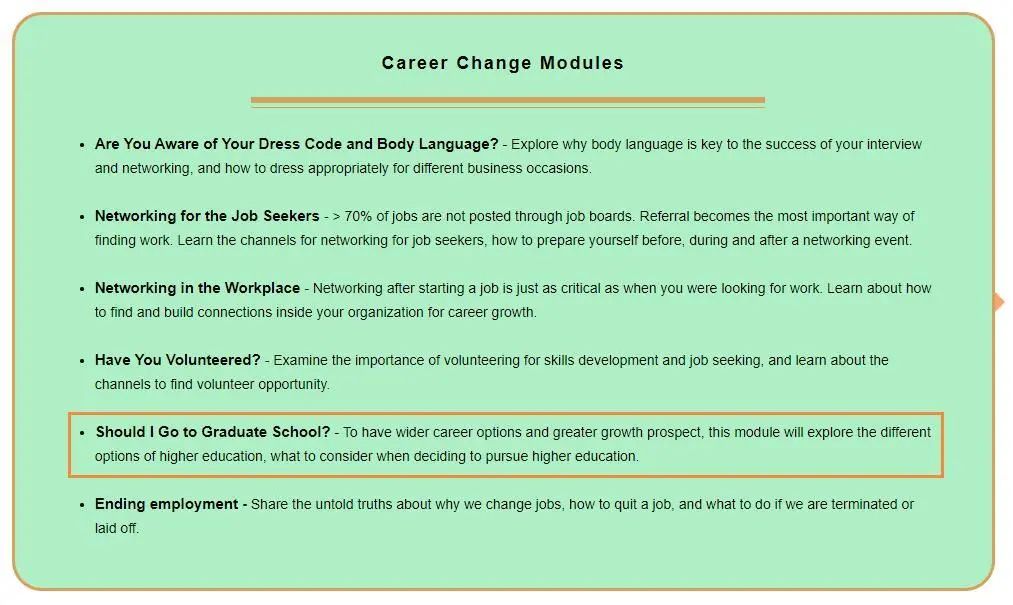 Career Change Modules
• Are You Aware of Your Dress Code and Body Language? - Explore why body language is key to the success of your interview
and networking, and how to dress appropriately for different business occasions.
• Networking for the Job Seekers - > 70% of jobs are not posted through job boards. Referral becomes the most important way of
finding work. Learn the channels for networking for job seekers, how to prepare yourself before, during and after a networking event.
• Networking in the Workplace - Networking after starting a job is just as critical as when you were looking for work. Learn about how
to find and build connections inside your organization for career growth.
• Have You Volunteered? - Examine the importance of volunteering for skills development and job seeking, and learn about the
channels to find volunteer opportunity.
• Should I Go to Graduate School? - To have wider career options and greater growth prospect, this module will explore the different
options of higher education, what to consider when deciding to pursue higher education.
• Ending employment - Share the untold truths about why we change jobs, how to quit a job, and what to do if we are terminated or
laid off.